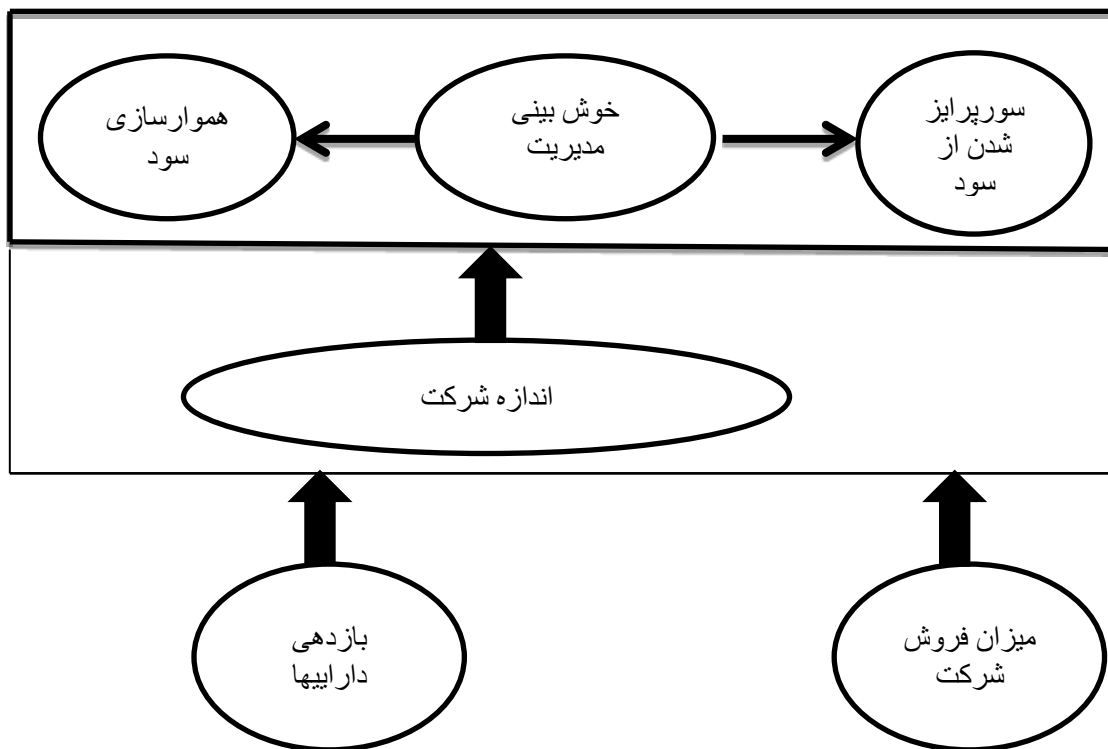 سورپرایز
شدن از
سود
خوش بینی
مدیریت
هموارسازی
سود
اندازه شرکت
میزان فروش
شرکت
بازدهی
داراییها